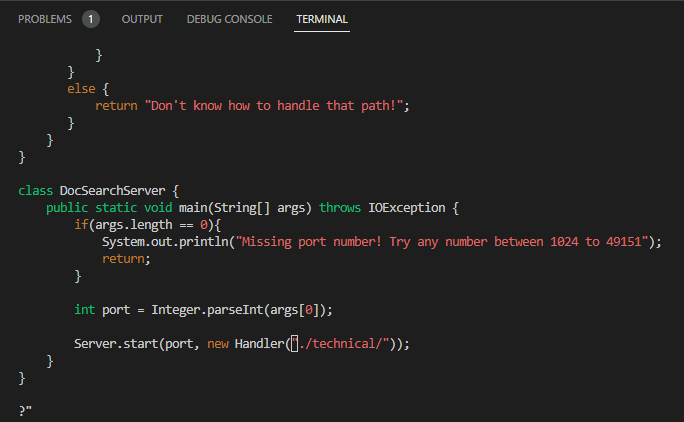 PROBLEMS 1 OUTPUT DEBUG CONSOLE TERMINAL
            }
        }
        else {
            return "Don't know how to handle that path!";
        }
    }
}

class DocSearchServer {
    public static void main(String[] args) throws IOException {
        if(args.length == 0){
            System.out.println("Missing port number! Try any number between 1024 to 49151");
            return;
        }

        int port = Integer.parseInt(args[0]);

        Server.start(port, new Handler("./technical/"));
    }
}

?"